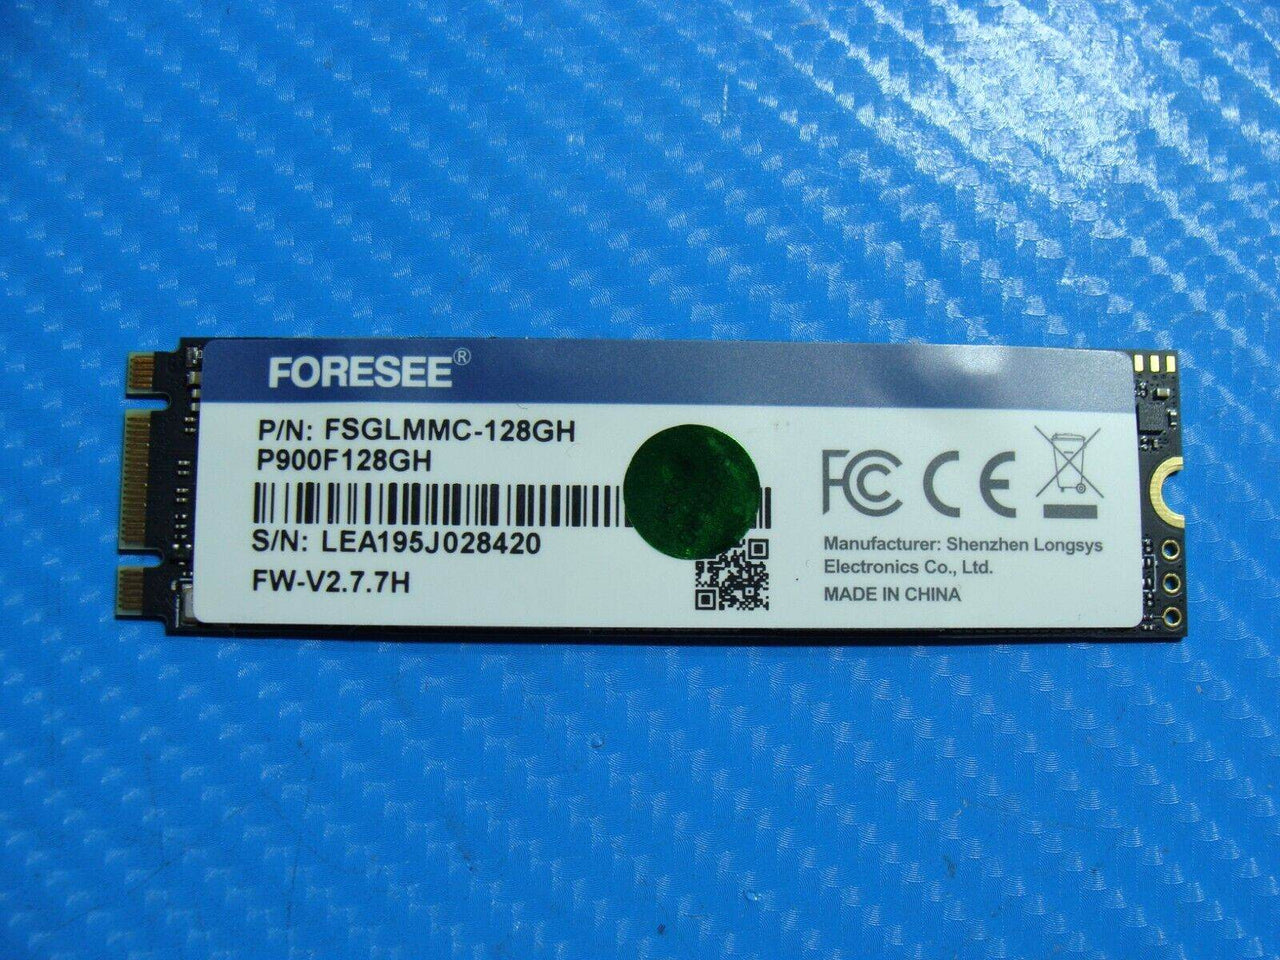 FORESEE®
P/N: FSGLMMC-128GH
P900F128GH
S/N: LEA195J028420
FW-V2.7.7H
FC CE
Manufacturer: Shenzhen Longsys
Electronics Co., Ltd.
MADE IN CHINA